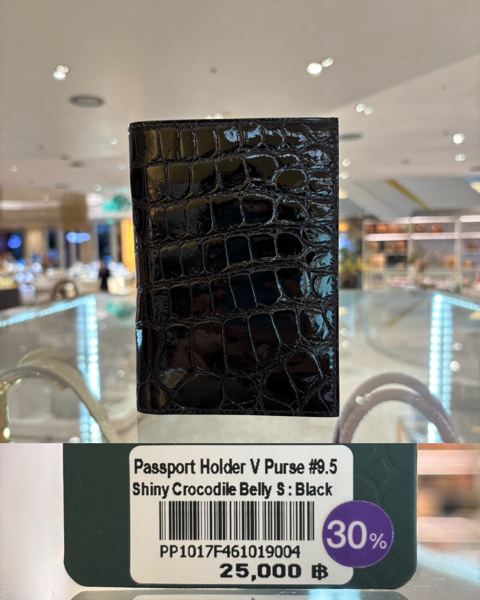 Passport Holder V Purse #9.5
Shiny Crocodile Belly S : Black
30%
PP1017F461019004
25,000 ฿